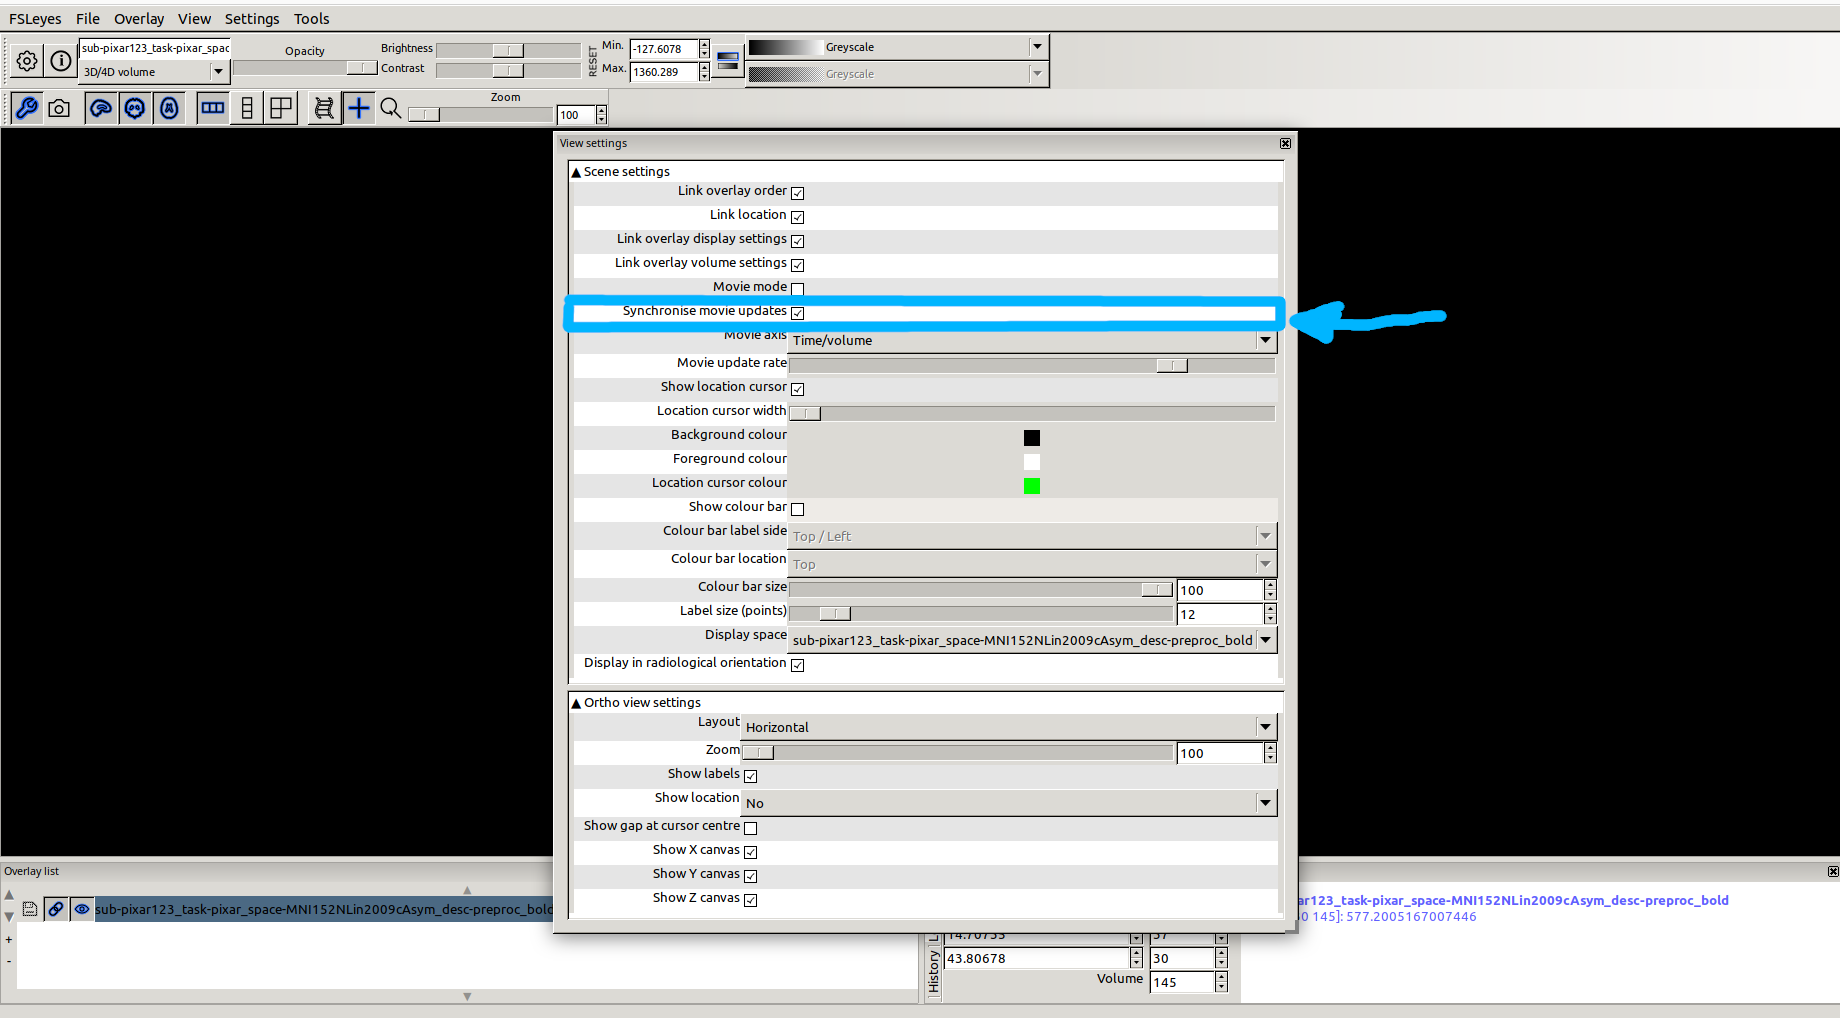 FSLeyes File Overlay View Settings Tools
sub-pixar123_task-pixar_spac
3D/4D volume
Opacity
Brightness
Contrast
RESET
Min. -127.6078
Max. 1360.289
Greyscale
Greyscale
Zoom
100
View settings
▲ Scene settings
Link overlay order
Link location
Link overlay display settings
Link overlay volume settings
Movie mode
Synchronise movie updates
Movie axis Time/volume
Movie update rate
Show location cursor
Location cursor width
Background colour
Foreground colour
Location cursor colour
Show colour bar
Colour bar label side Top / Left
Colour bar location Top
Colour bar size 100
Label size (points) 12
Display space sub-pixar123_task-pixar_space-MNI152NLin2009cAsym_desc-preproc_bold
Display in radiological orientation
▲ Ortho view settings
Layout Horizontal
Zoom 100
Show labels
Show location No
Show gap at cursor centre
Show X canvas
Show Y canvas
Show Z canvas
Overlay list
sub-pixar123_task-pixar_space-MNI152NLin2009cAsym_desc-preproc_bold
+
-
History
14.70755 37
43.80678 30
Volume 145
ar123_task-pixar_space-MNI152NLin2009cAsym_desc-preproc_bold
0 145]: 577.2005167007446